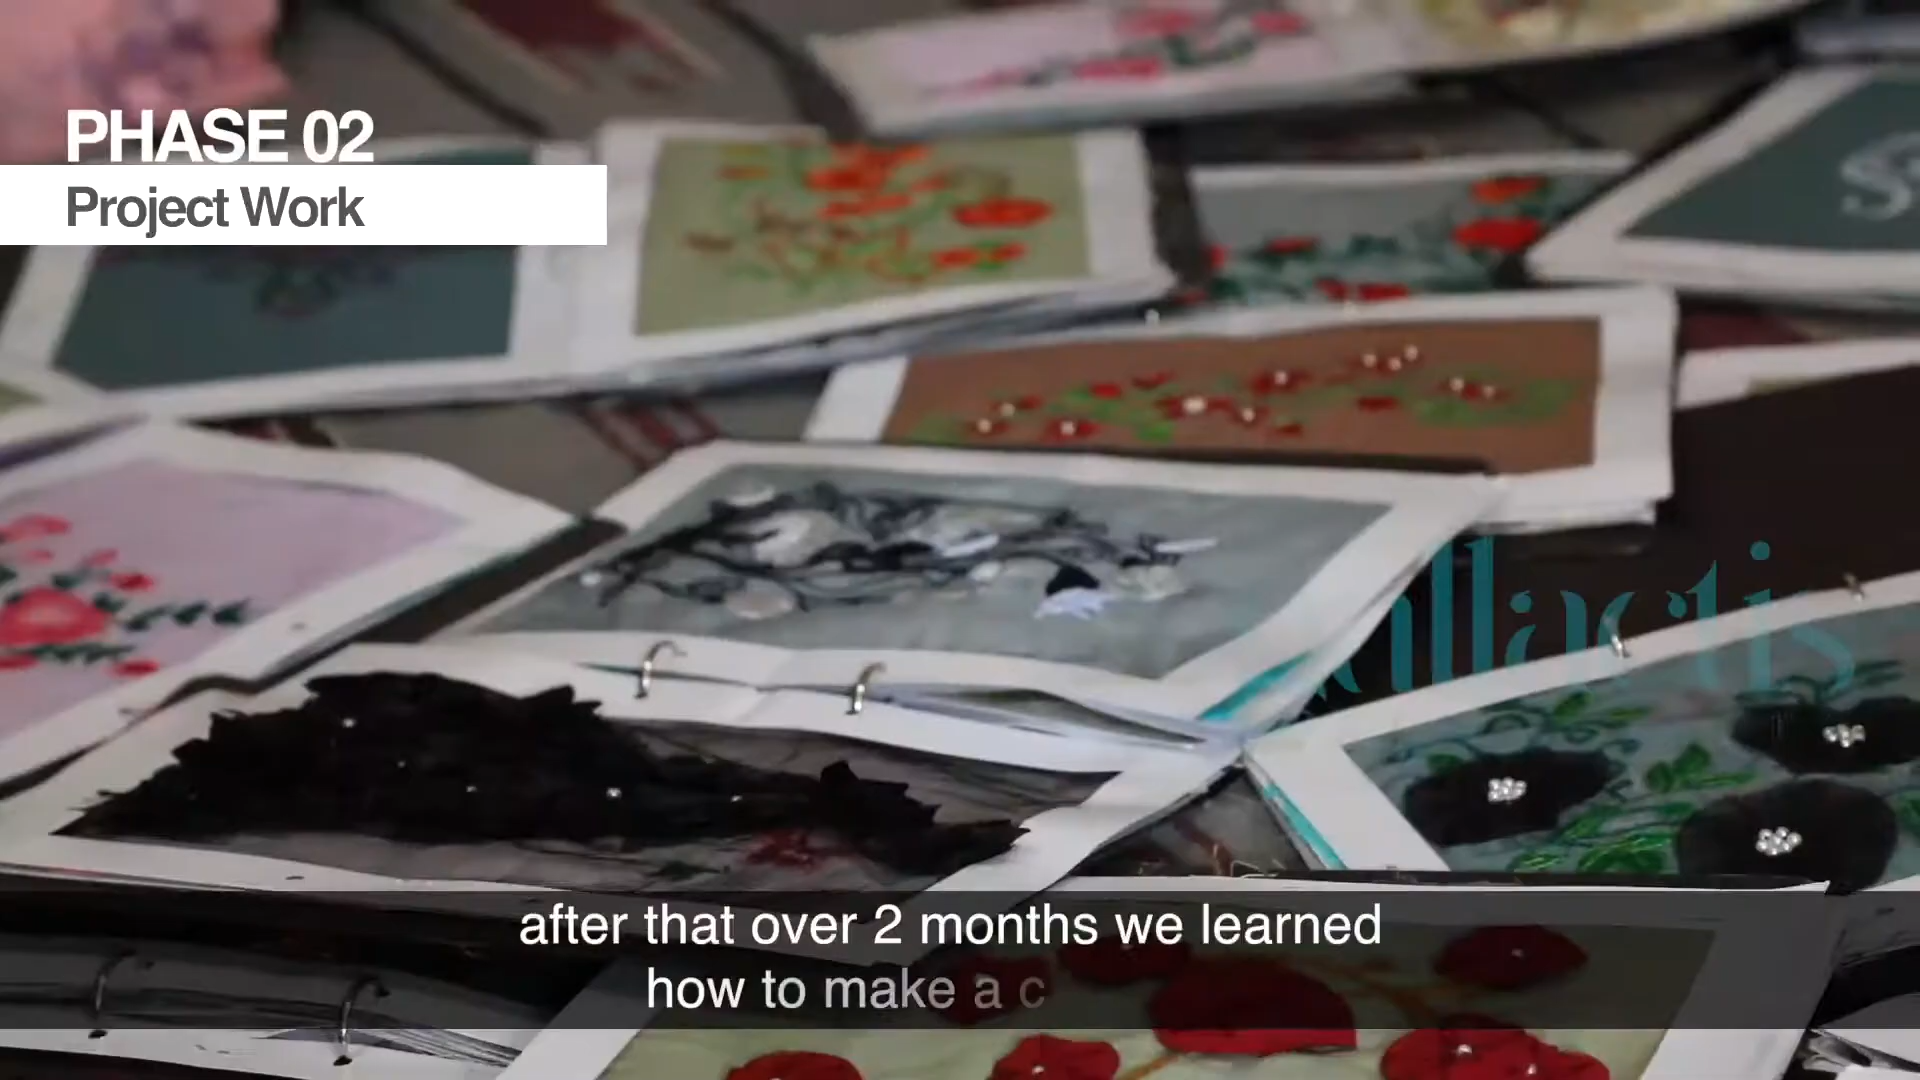 PHASE 02
Project Work
after that over 2 months we learned
how to make a c